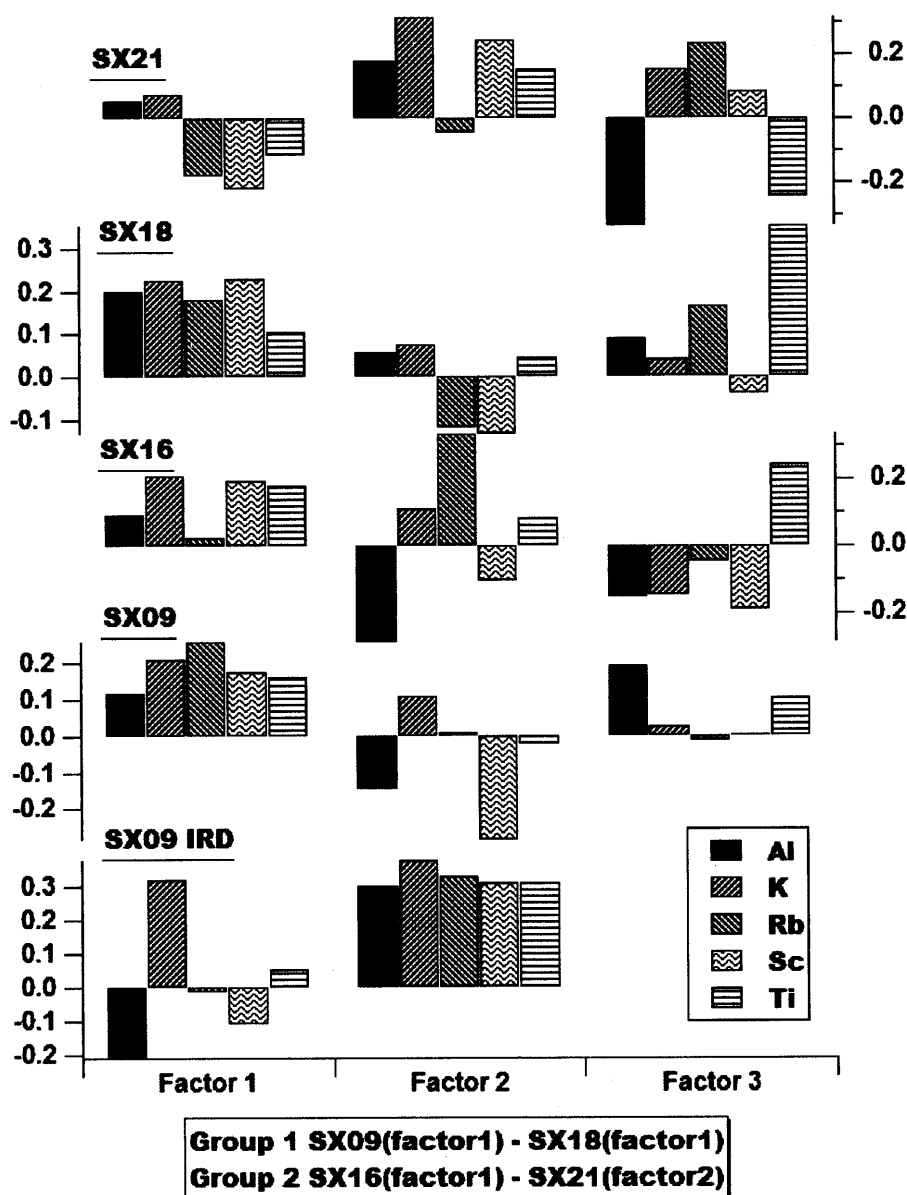 SX21
0.2
0.0
-0.2
SX18
0.3
0.2
0.1
0.0
-0.1
SX16
0.2
0.0
-0.2
SX09
0.2
0.1
0.0
-0.1
-0.2
SX09 IRD
0.3
0.2
0.1
0.0
-0.1
-0.2
Al
K
Rb
Sc
Ti
Factor 1 Factor 2 Factor 3
Group 1 SX09(factor1) - SX18(factor1)
Group 2 SX16(factor1) - SX21(factor2)